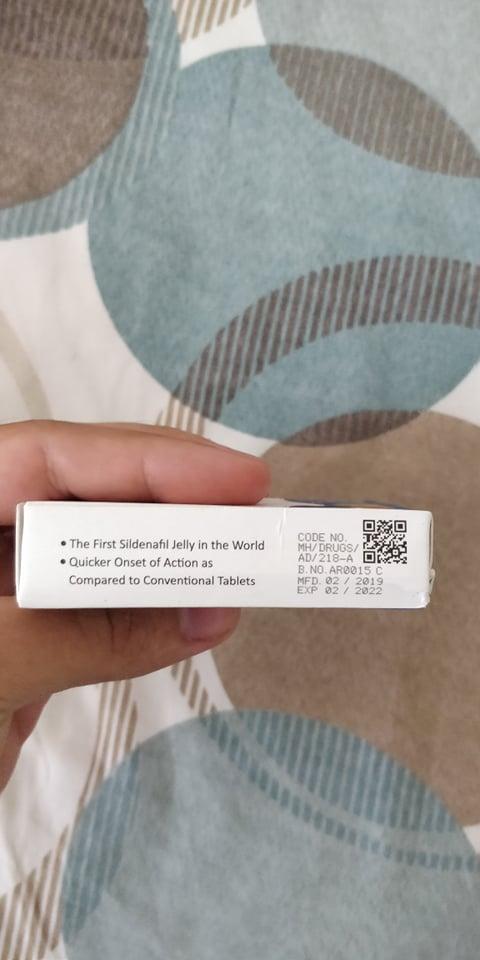 • The First Sildenafil Jelly in the World
• Quicker Onset of Action as
Compared to Conventional Tablets
CODE NO.
MH/DRUGS/
AD/218-A
B.NO.AR0015 C
MFD. 02 / 2019
EXP 02 / 2022